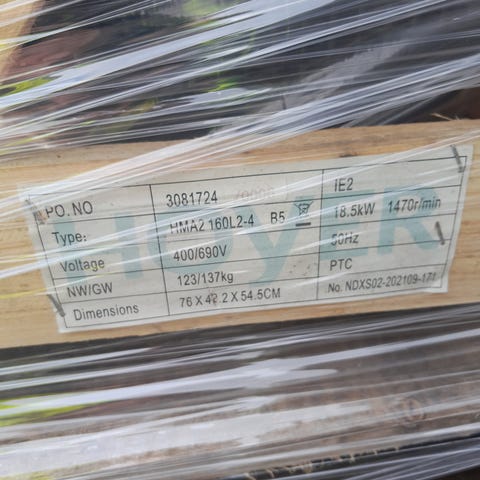 PO. NO 3081724 IE2
Type: HMA2 160L2-4 B5 18.5kW 1470r/min
Voltage 400/690V 50Hz
NW/GW 123/137kg PTC
Dimensions 76 X 42.2 X 54.5CM No. NDXS02-202109-171
HOYER